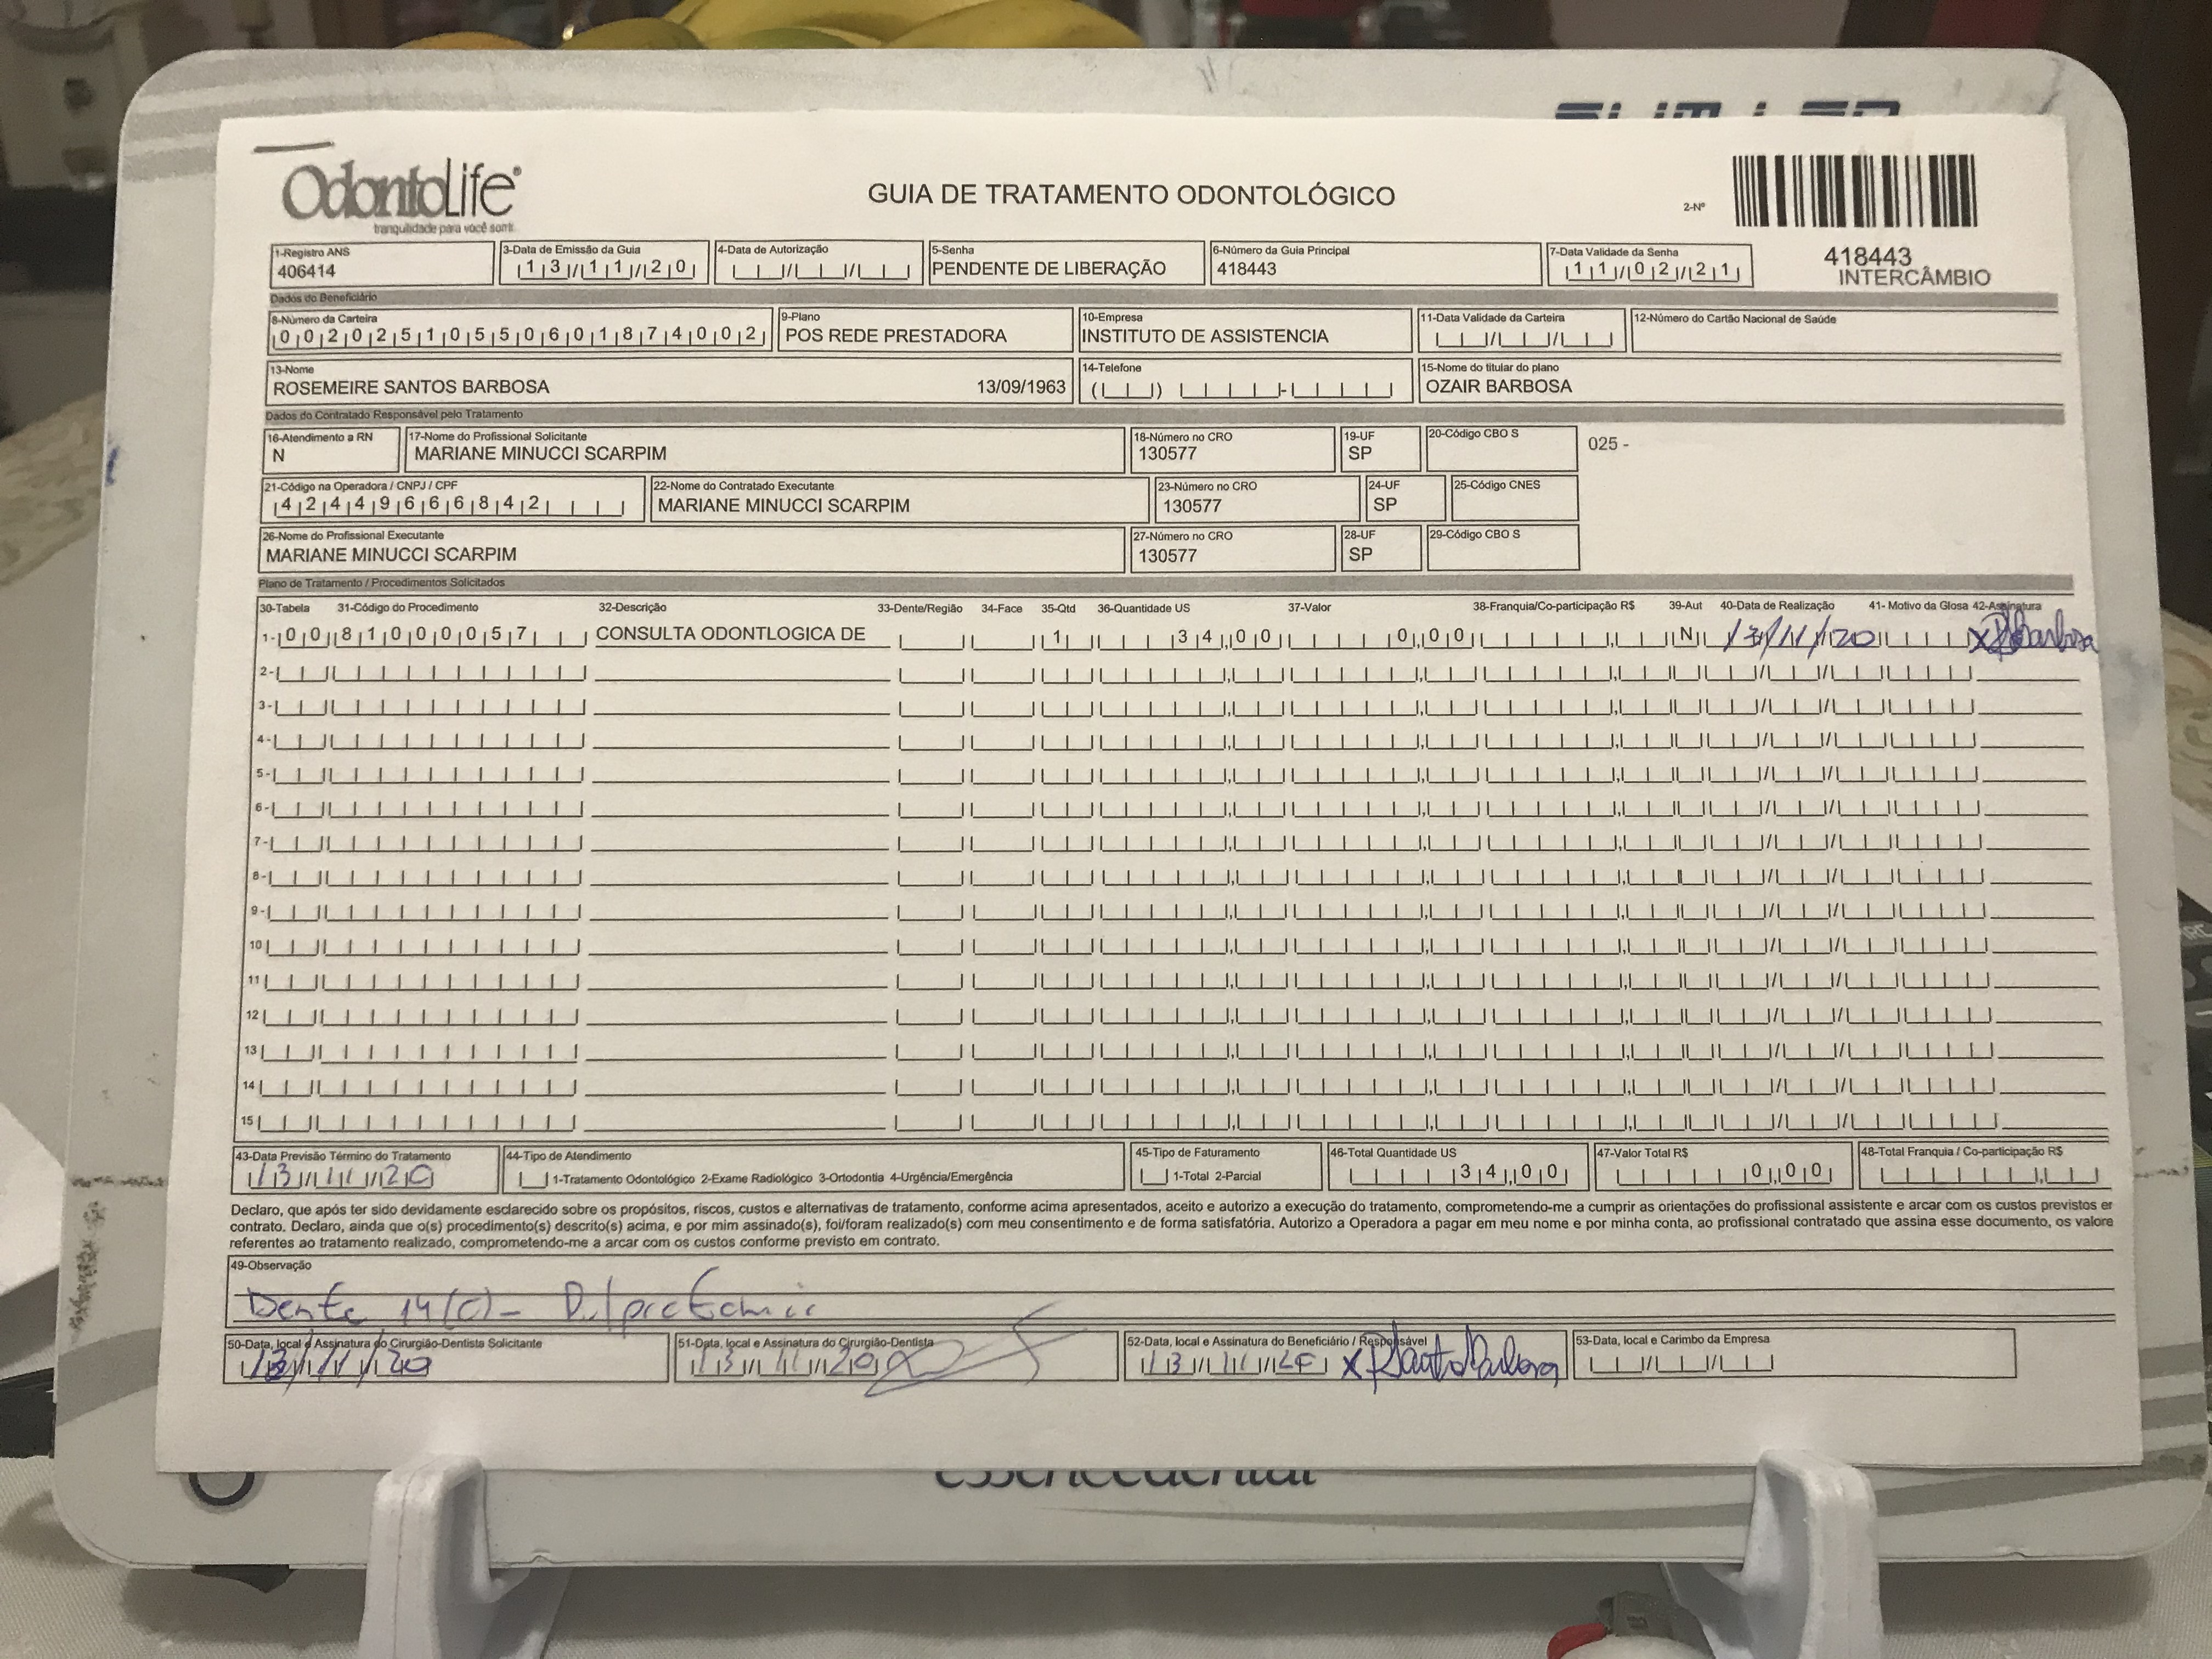 OdontoLife®
tranquilidade para você sorrir.
GUIA DE TRATAMENTO ODONTOLÓGICO
2-Nº
418443
INTERCÂMBIO
1-Registro ANS
406414
3-Data de Emissão da Guia
13/11/20
4-Data de Autorização
5-Senha
PENDENTE DE LIBERAÇÃO
6-Número da Guia Principal
418443
7-Data Validade da Senha
11/02/21
Dados do Beneficiário
8-Número da Carteira
00202510550601874002
9-Plano
POS REDE PRESTADORA
10-Empresa
INSTITUTO DE ASSISTENCIA
11-Data Validade da Carteira
12-Número do Cartão Nacional de Saúde
13-Nome
ROSEMEIRE SANTOS BARBOSA 13/09/1963
14-Telefone
15-Nome do titular do plano
OZAIR BARBOSA
Dados do Contratado Responsável pelo Tratamento
16-Atendimento a RN
N
17-Nome do Profissional Solicitante
MARIANE MINUCCI SCARPIM
18-Número no CRO
130577
19-UF
SP
20-Código CBO S
025 -
21-Código na Operadora / CNPJ / CPF
42449666842
22-Nome do Contratado Executante
MARIANE MINUCCI SCARPIM
23-Número no CRO
130577
24-UF
SP
25-Código CNES
26-Nome do Profissional Executante
MARIANE MINUCCI SCARPIM
27-Número no CRO
130577
28-UF
SP
29-Código CBO S
Plano de Tratamento / Procedimentos Solicitados
30-Tabela 31-Código do Procedimento 32-Descrição 33-Dente/Região 34-Face 35-Qtd 36-Quantidade US 37-Valor 38-Franquia/Co-participação R$ 39-Aut 40-Data de Realização 41- Motivo da Glosa 42-Assinatura
1- 00 81000057 CONSULTA ODONTLOGICA DE 1 34,00 0,00 N 13/11/20 x Barbosa
2-
3-
4-
5-
6-
7-
8-
9-
10
11
12
13
14
15
43-Data Previsão Término do Tratamento
13/11/20
44-Tipo de Atendimento
1-Tratamento Odontológico 2-Exame Radiológico 3-Ortodontia 4-Urgência/Emergência
45-Tipo de Faturamento
1-Total 2-Parcial
46-Total Quantidade US
34,00
47-Valor Total R$
0,00
48-Total Franquia / Co-participação R$
Declaro, que após ter sido devidamente esclarecido sobre os propósitos, riscos, custos e alternativas de tratamento, conforme acima apresentados, aceito e autorizo a execução do tratamento, comprometendo-me a cumprir as orientações do profissional assistente e arcar com os custos previstos er
contrato. Declaro, ainda que o(s) procedimento(s) descrito(s) acima, e por mim assinado(s), foi/foram realizado(s) com meu consentimento e de forma satisfatória. Autorizo a Operadora a pagar em meu nome e por minha conta, ao profissional contratado que assina esse documento, os valore
referentes ao tratamento realizado, comprometendo-me a arcar com os custos conforme previsto em contrato.
49-Observação
Dente 14(C)-
50-Data, local e Assinatura do Cirurgião-Dentista Solicitante
13/11/20
51-Data, local e Assinatura do Cirurgião-Dentista
13/11/20
52-Data, local e Assinatura do Beneficiário / Responsável
13/11/20 x RSantosBarbosa
53-Data, local e Carimbo da Empresa